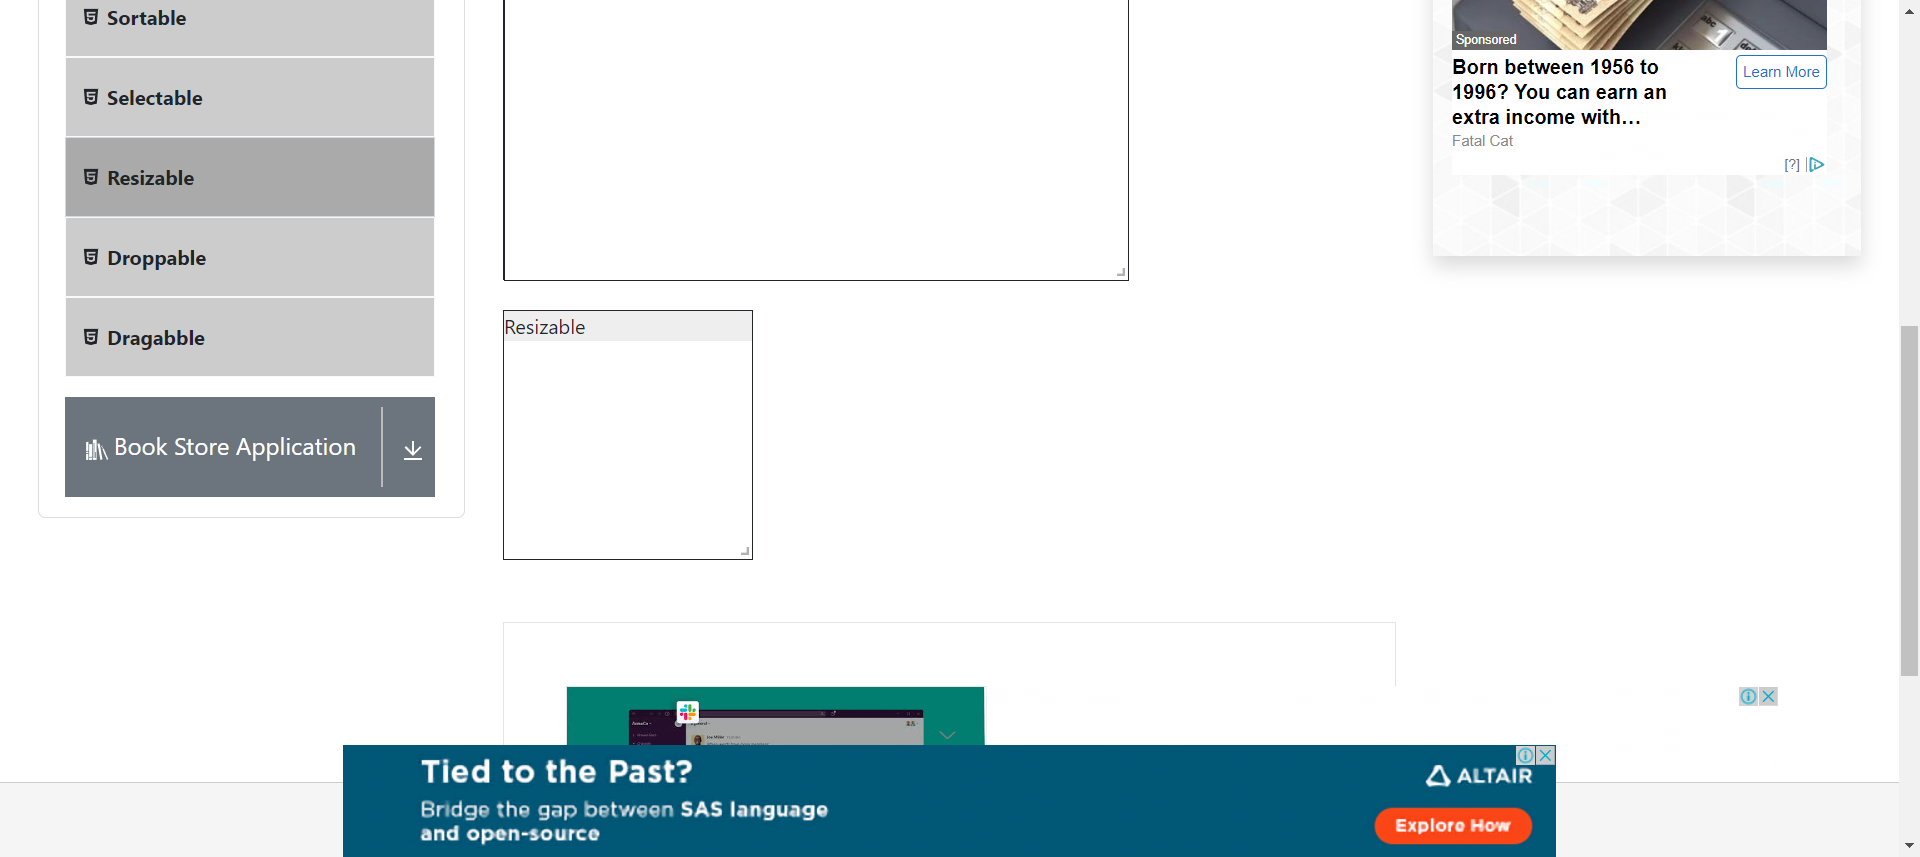 Sortable
Selectable
Resizable
Droppable
Dragabble
Book Store Application
Resizable
Sponsored
Born between 1956 to
1996? You can earn an
extra income with...
Learn More
Fatal Cat
[?]
Tied to the Past?
Bridge the gap between SAS language
and open-source
ALTAIR
Explore How